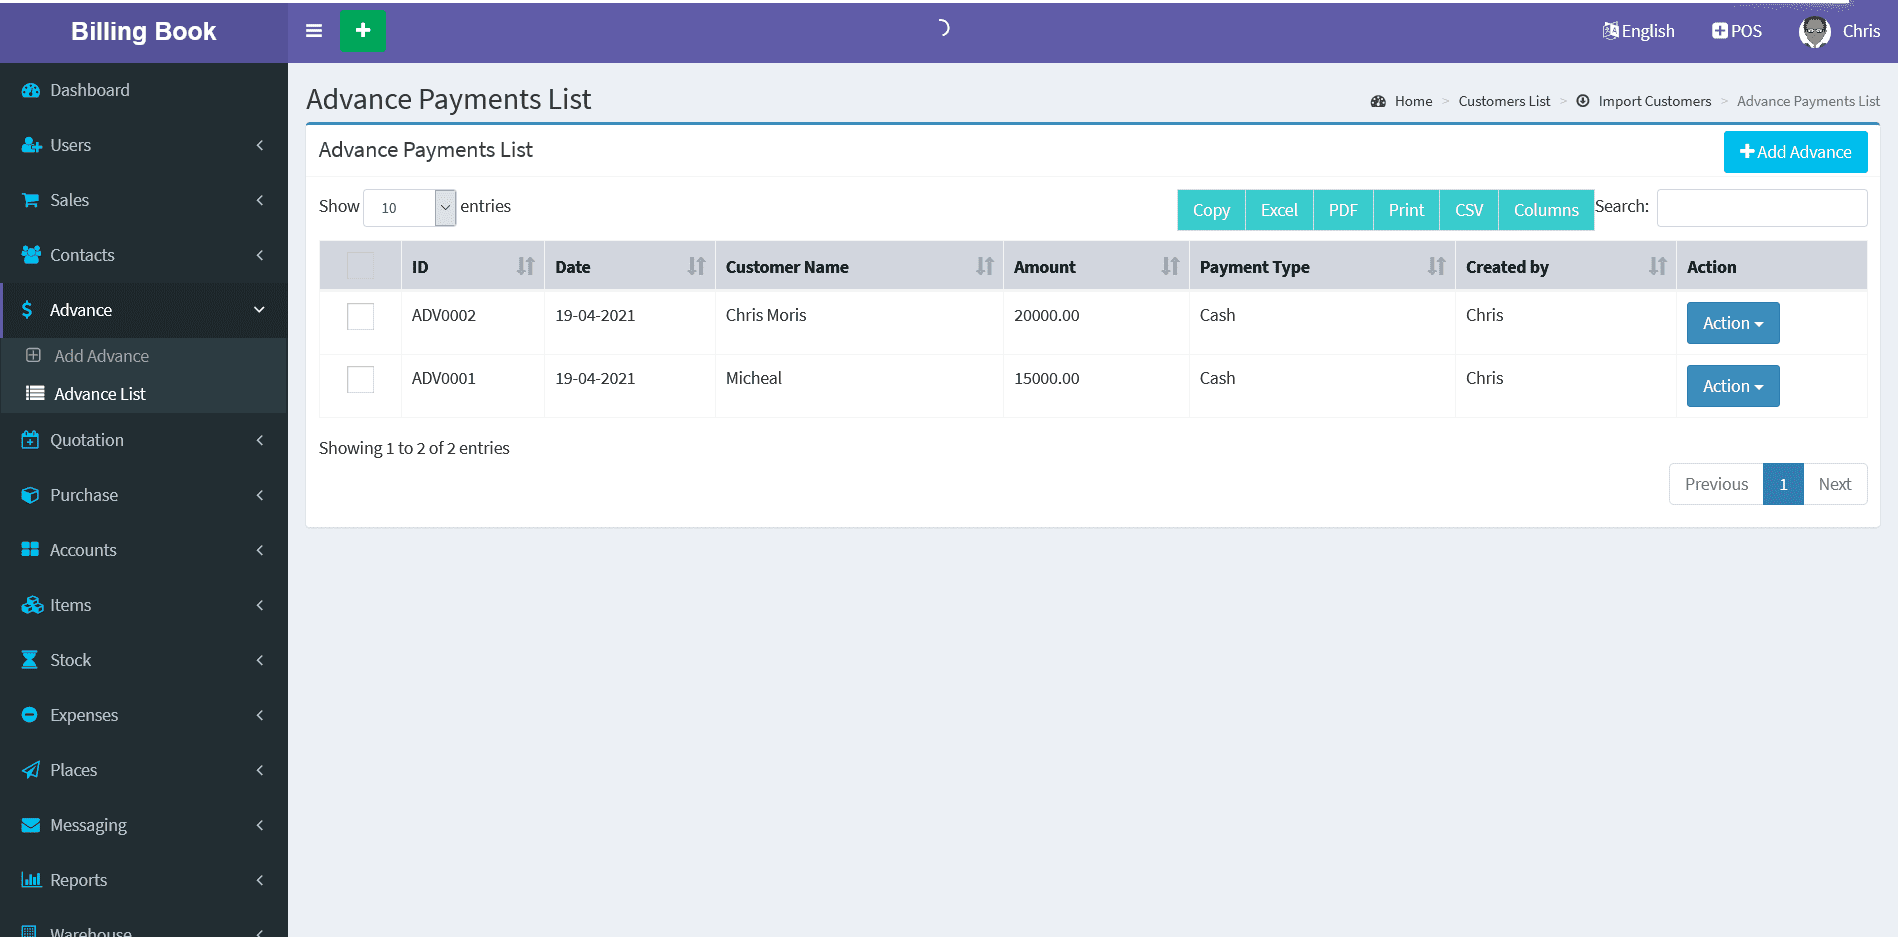 Billing Book
English
POS
Chris
Dashboard
Users
Sales
Contacts
Advance
Add Advance
Advance List
Quotation
Purchase
Accounts
Items
Stock
Expenses
Places
Messaging
Reports
Warehouse
Advance Payments List
Home > Customers List > Import Customers > Advance Payments List
Advance Payments List
Add Advance
Show 10 entries
Copy Excel PDF Print CSV Columns Search:
ID Date Customer Name Amount Payment Type Created by Action
ADV0002 19-04-2021 Chris Moris 20000.00 Cash Chris Action
ADV0001 19-04-2021 Micheal 15000.00 Cash Chris Action
Showing 1 to 2 of 2 entries
Previous 1 Next